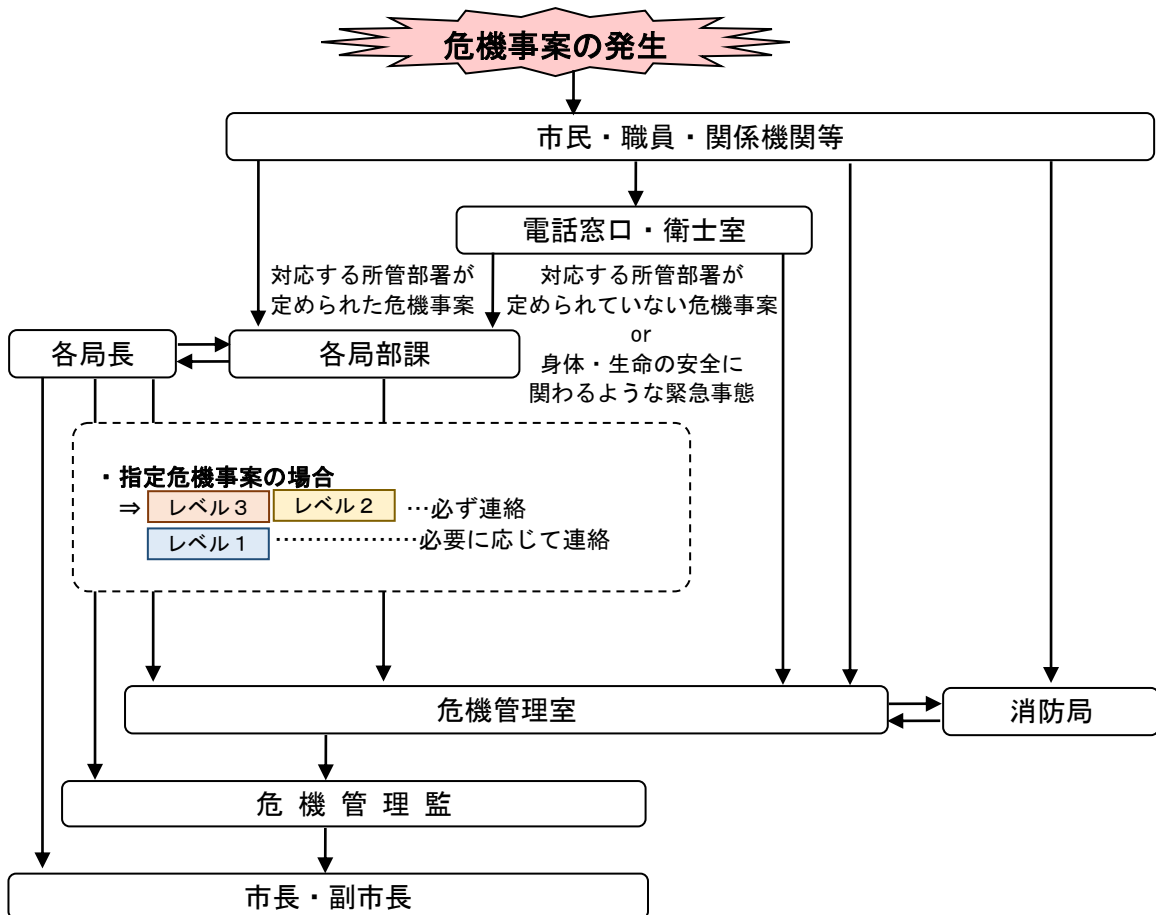 危機事案の発生
市民・職員・関係機関等
電話窓口・衛士室
対応する所管部署が
定められた危機事案
対応する所管部署が
定められていない危機事案
or
身体・生命の安全に
関わるような緊急事態
各局長
各局部課
・指定危機事案の場合
⇒ レベル3 レベル2 …必ず連絡
レベル1 ………………必要に応じて連絡
危機管理室
消防局
危機管理監
市長・副市長